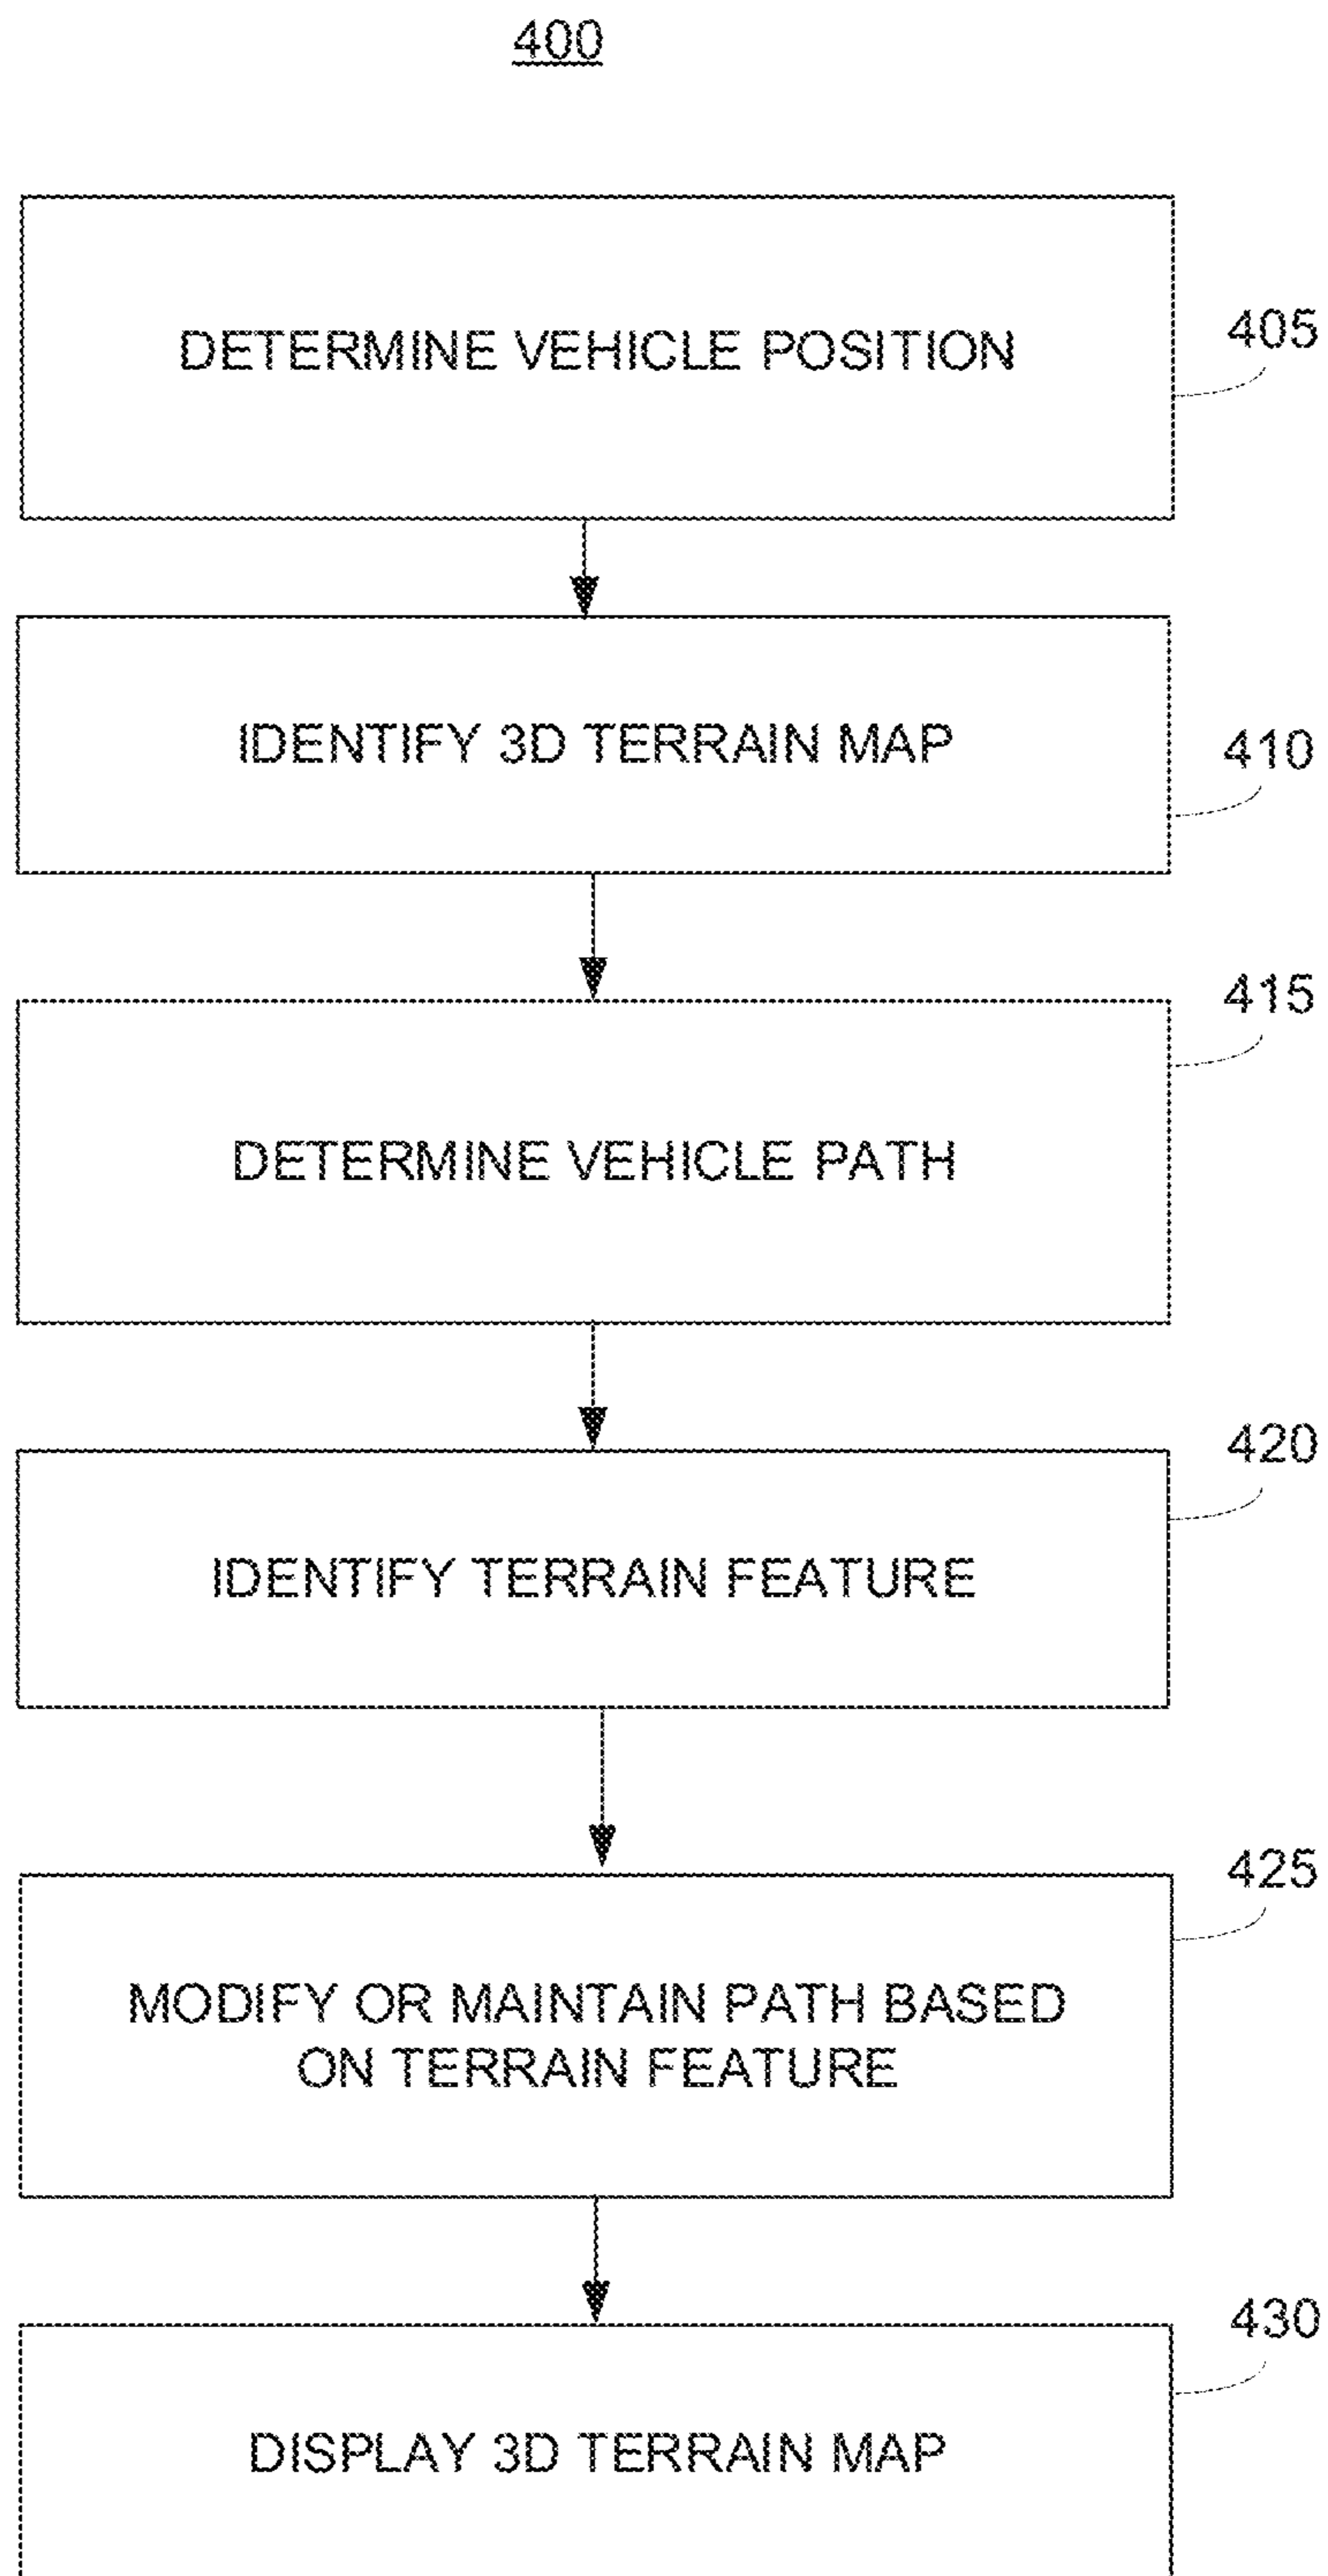 400
DETERMINE VEHICLE POSITION
405
IDENTIFY 3D TERRAIN MAP
410
415
DETERMINE VEHICLE PATH
420
IDENTIFY TERRAIN FEATURE
425
MODIFY OR MAINTAIN PATH BASED
ON TERRAIN FEATURE
430
DISPLAY 3D TERRAIN MAP